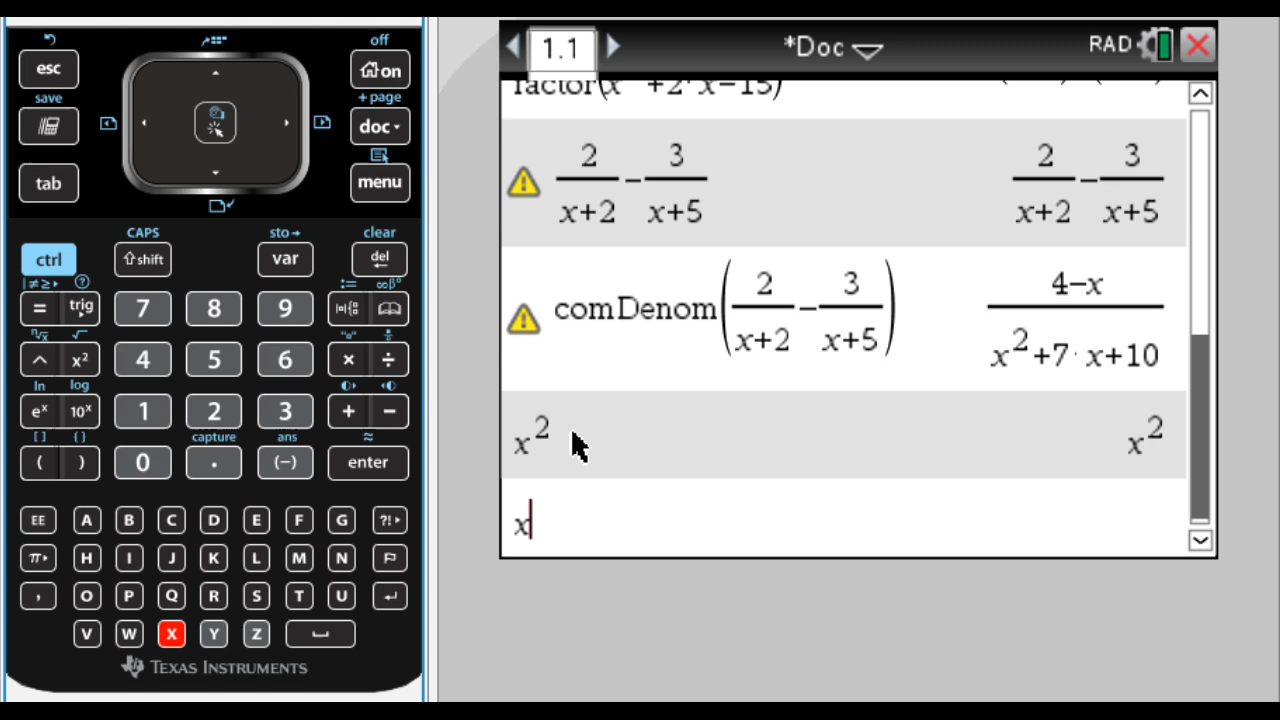 off
esc
on
save
+ page
doc
tab
menu
CAPS
sto→
clear
ctrl
⇧shift
var
del
|≠≥▸
:=
∞β°
= trig 7 8 9
ⁿ√x √
"□"
^ x² 4 5 6 × ÷
ln log
eˣ 10ˣ 1 2 3 + −
[ ] { } capture ans ≈
( ) 0 . (−) enter
EE A B C D E F G ?!▸
π▸ H I J K L M N
, O P Q R S T U ↵
V W X Y Z
TEXAS INSTRUMENTS
1.1 *Doc RAD
factor(x +2·x−15)
2/(x+2)−3/(x+5) 2/(x+2)−3/(x+5)
comDenom(2/(x+2)−3/(x+5)) (4−x)/(x²+7·x+10)
x² x²
x